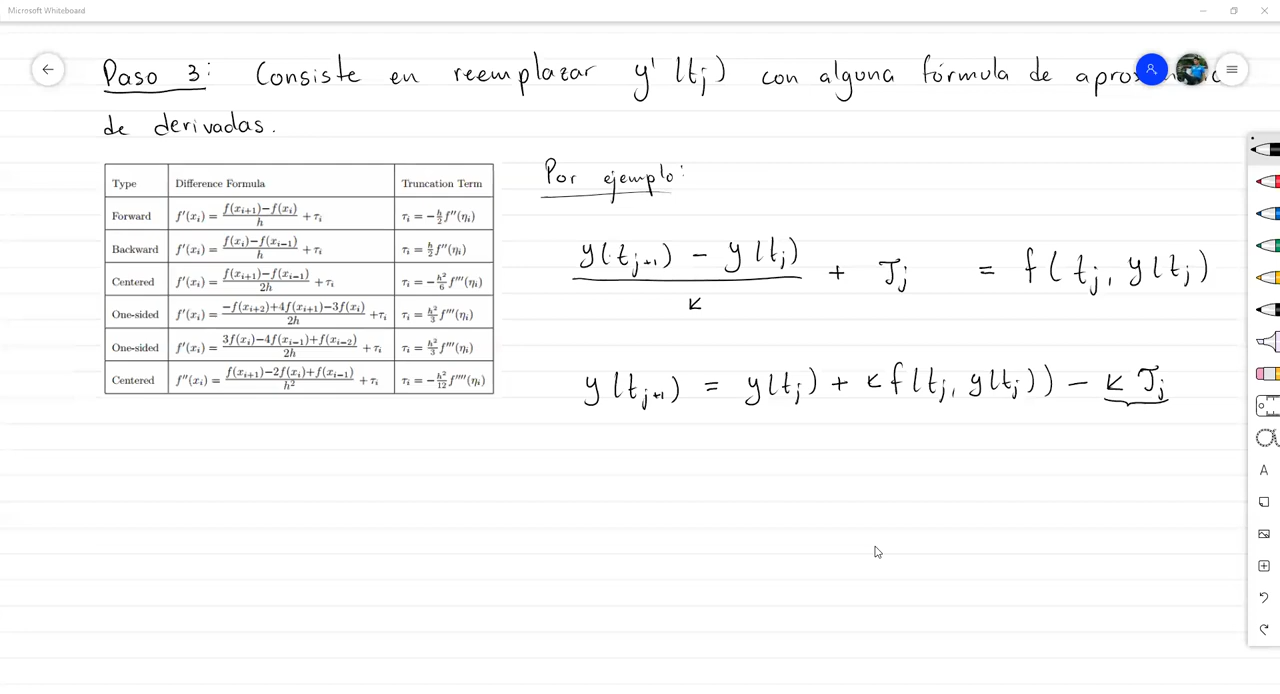 Microsoft Whiteboard
Paso 3: Consiste en reemplazar y'(tj) con alguna fórmula de
de derivadas.
Type Difference Formula Truncation Term
Forward f'(xᵢ) = (f(xᵢ₊₁)−f(xᵢ))/h + τᵢ τᵢ = −h/2 f''(ηᵢ)
Backward f'(xᵢ) = (f(xᵢ)−f(xᵢ₋₁))/h + τᵢ τᵢ = h/2 f''(ηᵢ)
Centered f'(xᵢ) = (f(xᵢ₊₁)−f(xᵢ₋₁))/2h + τᵢ τᵢ = −h²/6 f'''(ηᵢ)
One-sided f'(xᵢ) = (−f(xᵢ₊₂)+4f(xᵢ₊₁)−3f(xᵢ))/2h + τᵢ τᵢ = h²/3 f'''(ηᵢ)
One-sided f'(xᵢ) = (3f(xᵢ)−4f(xᵢ₋₁)+f(xᵢ₋₂))/2h + τᵢ τᵢ = h²/3 f'''(ηᵢ)
Centered f''(xᵢ) = (f(xᵢ₊₁)−2f(xᵢ)+f(xᵢ₋₁))/h² + τᵢ τᵢ = −h²/12 f''''(ηᵢ)
Por ejemplo:
(y(tj+1) − y(tj))/K + τj = f(tj, y(tj)
y(tj+1) = y(tj) + K f(tj, y(tj)) − K τj
A